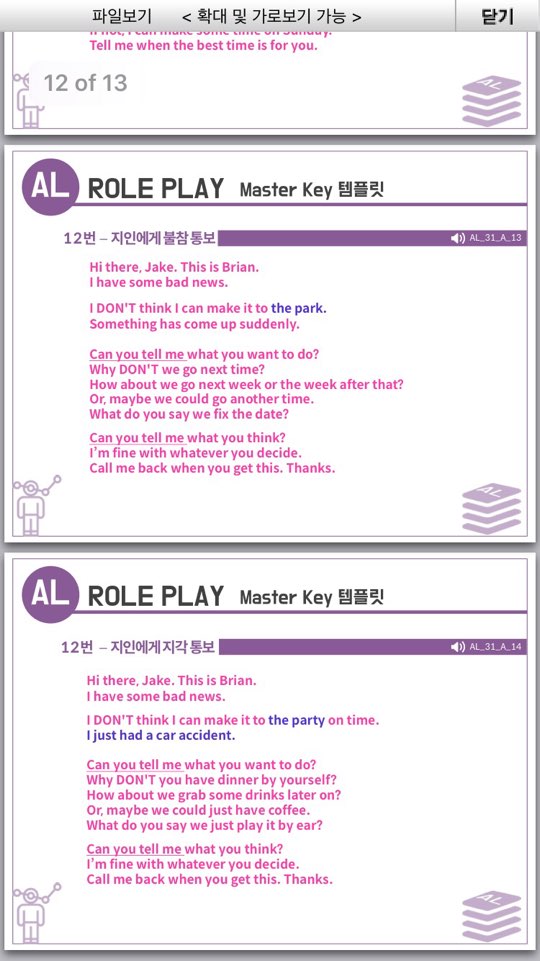 파일보기 < 확대 및 가로보기 가능 > 닫기
If not, I can make some time on Sunday.
Tell me when the best time is for you.
12 of 13
AL
AL ROLE PLAY Master Key 템플릿
12번 – 지인에게 불참 통보 AL_31_A_13
Hi there, Jake. This is Brian.
I have some bad news.
I DON'T think I can make it to the park.
Something has come up suddenly.
Can you tell me what you want to do?
Why DON'T we go next time?
How about we go next week or the week after that?
Or, maybe we could go another time.
What do you say we fix the date?
Can you tell me what you think?
I'm fine with whatever you decide.
Call me back when you get this. Thanks.
AL
AL ROLE PLAY Master Key 템플릿
12번 – 지인에게 지각 통보 AL_31_A_14
Hi there, Jake. This is Brian.
I have some bad news.
I DON'T think I can make it to the party on time.
I just had a car accident.
Can you tell me what you want to do?
Why DON'T you have dinner by yourself?
How about we grab some drinks later on?
Or, maybe we could just have coffee.
What do you say we just play it by ear?
Can you tell me what you think?
I'm fine with whatever you decide.
Call me back when you get this. Thanks.
AL